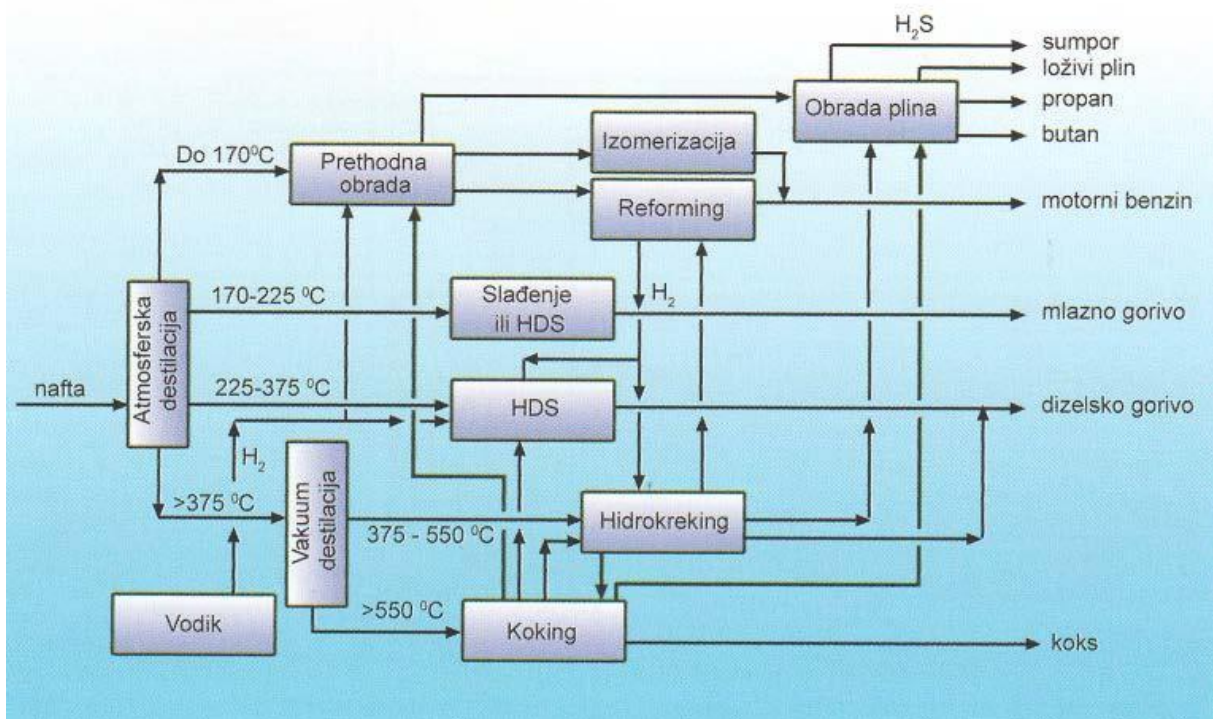 H₂S
sumpor
loživi plin
Obrada plina
propan
butan
Izomerizacija
Do 170⁰C
Prethodna
obrada
Reforming
motorni benzin
H₂
170-225 ⁰C
Slađenje
ili HDS
mlazno gorivo
Atmosferska
destilacija
nafta
225-375 ⁰C
HDS
dizelsko gorivo
H₂
>375 ⁰C
Vakuum
destilacija
375 - 550 ⁰C
Hidrokreking
Vodik
>550 ⁰C
Koking
koks